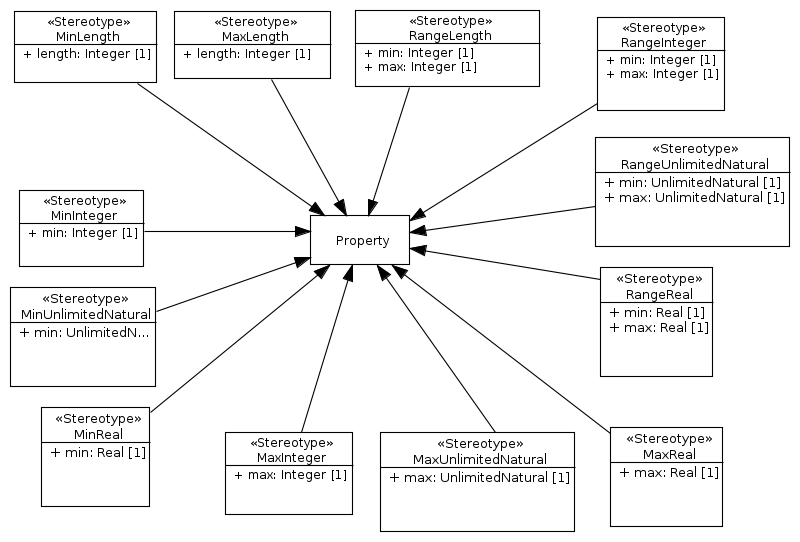 «Stereotype»
MinLength
+ length: Integer [1]
«Stereotype»
MaxLength
+ length: Integer [1]
«Stereotype»
RangeLength
+ min: Integer [1]
+ max: Integer [1]
«Stereotype»
RangeInteger
+ min: Integer [1]
+ max: Integer [1]
«Stereotype»
RangeUnlimitedNatural
+ min: UnlimitedNatural [1]
+ max: UnlimitedNatural [1]
«Stereotype»
MinInteger
+ min: Integer [1]
Property
«Stereotype»
RangeReal
+ min: Real [1]
+ max: Real [1]
«Stereotype»
MinUnlimitedNatural
+ min: UnlimitedN...
«Stereotype»
MinReal
+ min: Real [1]
«Stereotype»
MaxInteger
+ max: Integer [1]
«Stereotype»
MaxUnlimitedNatural
+ max: UnlimitedNatural [1]
«Stereotype»
MaxReal
+ max: Real [1]